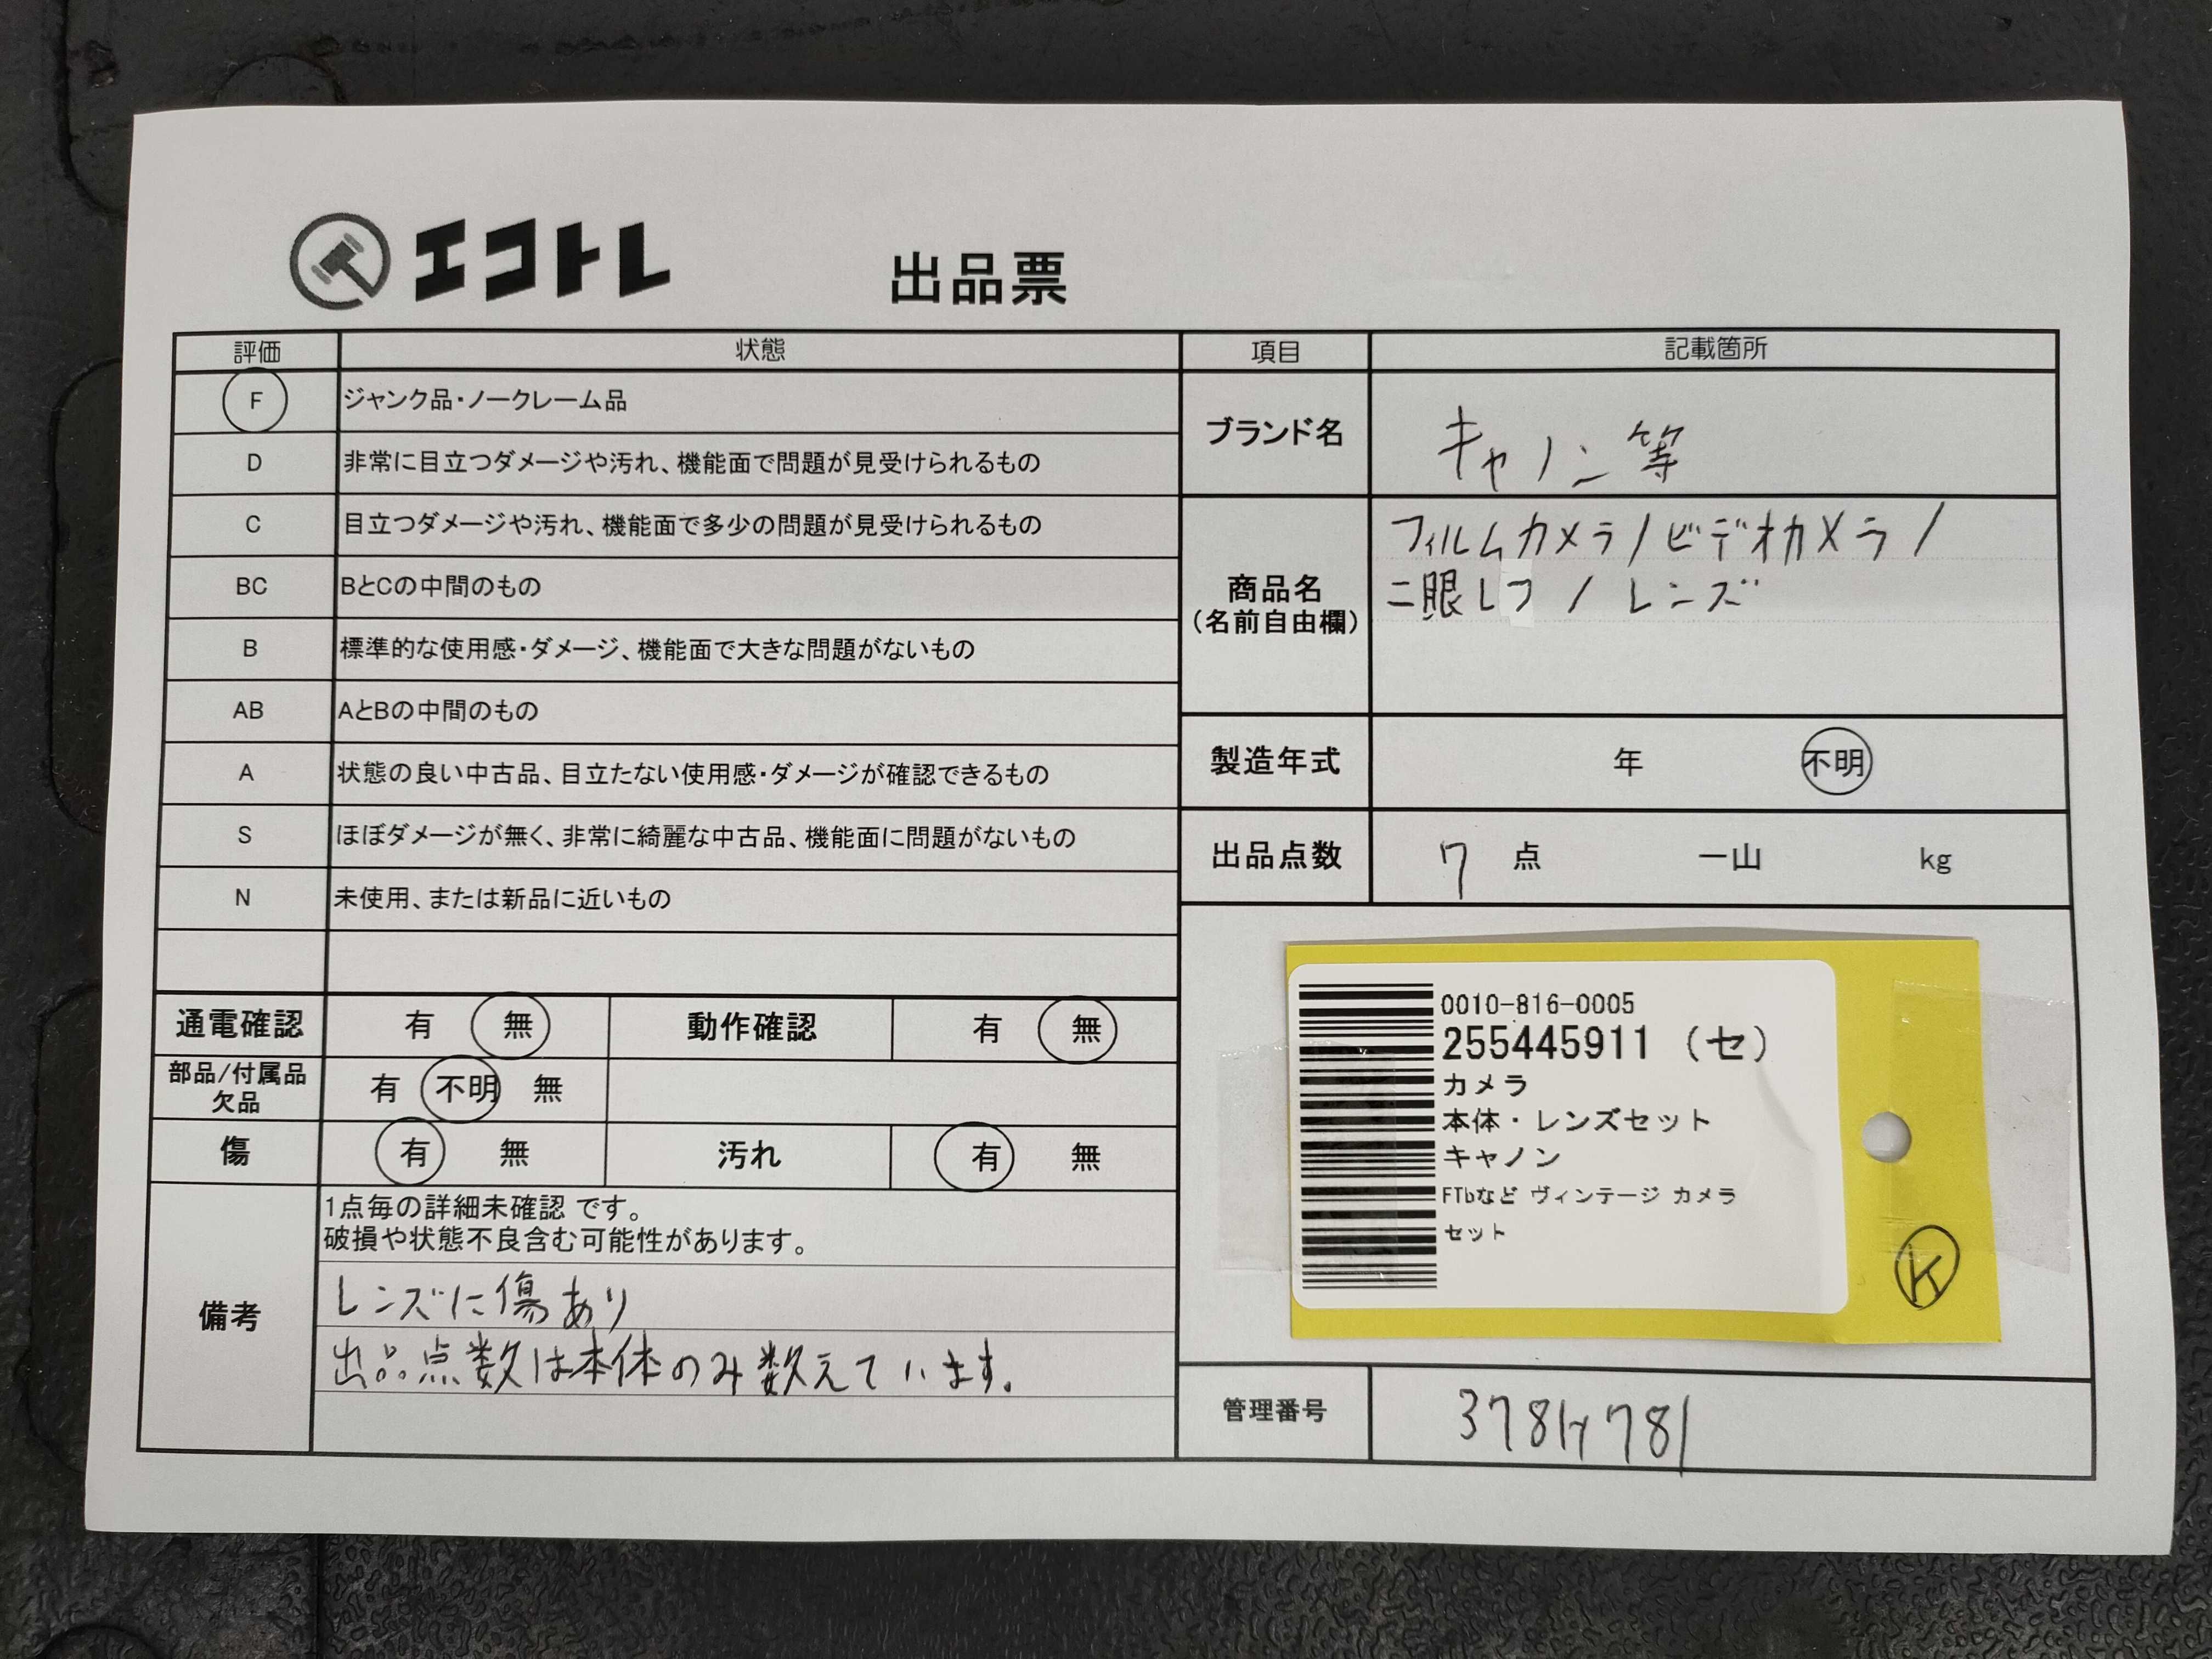 エコトレ
出品票
評価 状態
F ジャンク品・ノークレーム品
D 非常に目立つダメージや汚れ、機能面で問題が見受けられるもの
C 目立つダメージや汚れ、機能面で多少の問題が見受けられるもの
BC BとCの中間のもの
B 標準的な使用感・ダメージ、機能面で大きな問題がないもの
AB AとBの中間のもの
A 状態の良い中古品、目立たない使用感・ダメージが確認できるもの
S ほぼダメージが無く、非常に綺麗な中古品、機能面に問題がないもの
N 未使用、または新品に近いもの
通電確認 有 無 動作確認 有 無
部品/付属品
欠品 有 不明 無
傷 有 無 汚れ 有 無
備考
1点毎の詳細未確認 です。
破損や状態不良含む可能性があります。
レンズに傷あり
出品点数は本体のみ数えています。
項目 記載箇所
ブランド名 キャノン等
商品名
(名前自由欄)
フィルムカメラ/ビデオカメラ/
二眼レフ/レンズ
製造年式 年 不明
出品点数 7 点 一山 kg
0010-816-0005
255445911 (セ)
カメラ
本体・レンズセット
キャノン
FTbなど ヴィンテージ カメラ
セット
K
管理番号